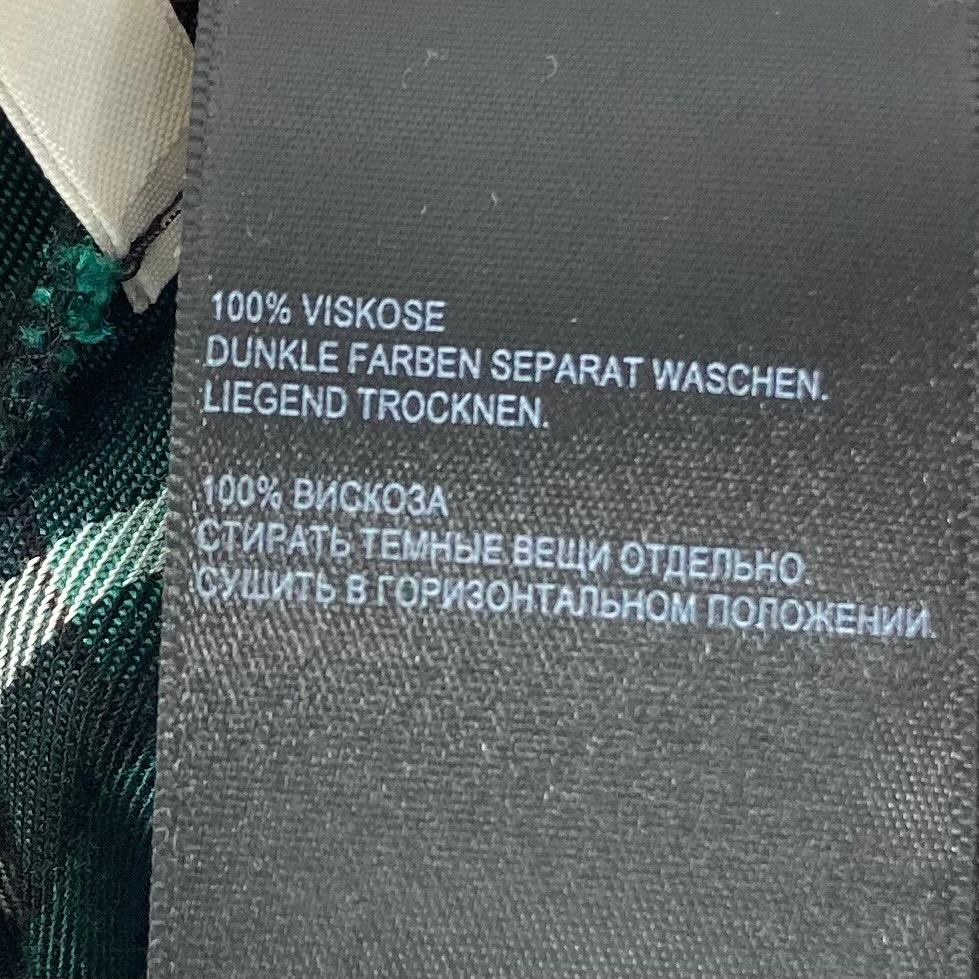 100% VISKOSE
DUNKLE FARBEN SEPARAT WASCHEN.
LIEGEND TROCKNEN.
100% ВИСКОЗА
СТИРАТЬ ТЕМНЫЕ ВЕЩИ ОТДЕЛЬНО.
СУШИТЬ В ГОРИЗОНТАЛЬНОМ ПОЛОЖЕНИИ.